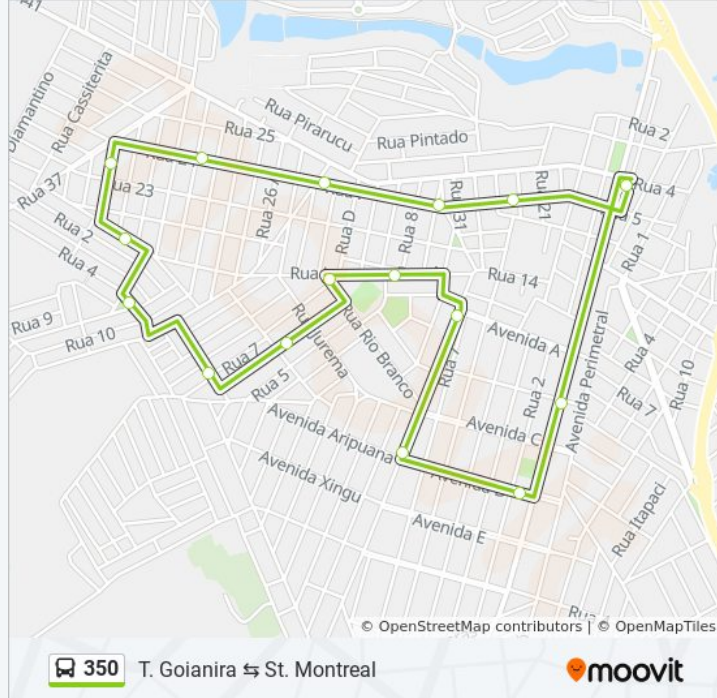 41
Diamantino
Rua Cassiterita
Rua Pirarucu
Rua 25
Rua Pintado
Rua 2
Rua 4
Rua 37
Rua 23
Rua 26
Rua D
Rua 8
Rua 31
Rua 21
5
Rua 1
Rua 2
Rua 4
Rua
Rua 14
Rua 9
Rua 10
Rua 7
Rua 5
Rua Jurema
Rua Rio Branco
Rua 7
Avenida A
Rua 2
Avenida Perimetral
Rua 4
Rua 10
Rua 7
Avenida Aripuana
Avenida C
Avenida
Avenida Xingu
Avenida E
Rua Itapaci
Rua
© OpenStreetMap contributors | © OpenMapTiles
350 T. Goianira ⇆ St. Montreal
moovit